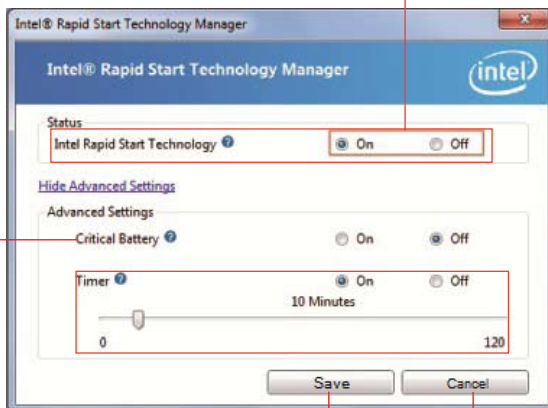 Intel® Rapid Start Technology Manager
Intel® Rapid Start Technology Manager
(intel)
Status
Intel Rapid Start Technology ? On Off
Hide Advanced Settings
Advanced Settings
Critical Battery ? On Off
Timer ? On Off
10 Minutes
0 120
Save Cancel